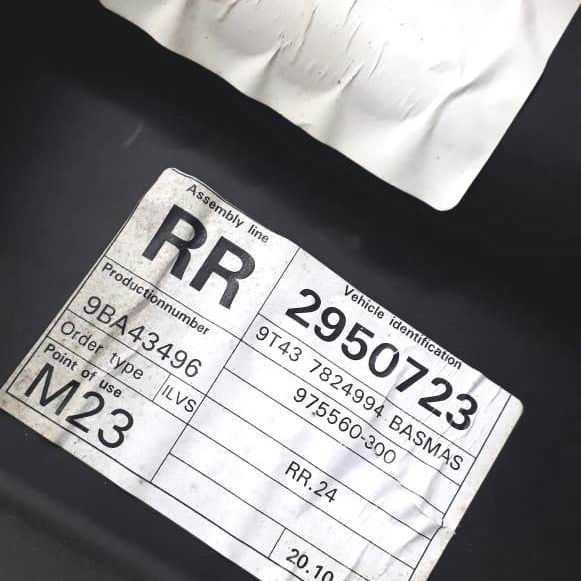 Assembly line
RR
Vehicle identification
2950723
Productionnumber
9BA43496
9T43 7824994 BASMAS
Order type
ILVS
975560-300
Point of use
M23
RR.24
20.10